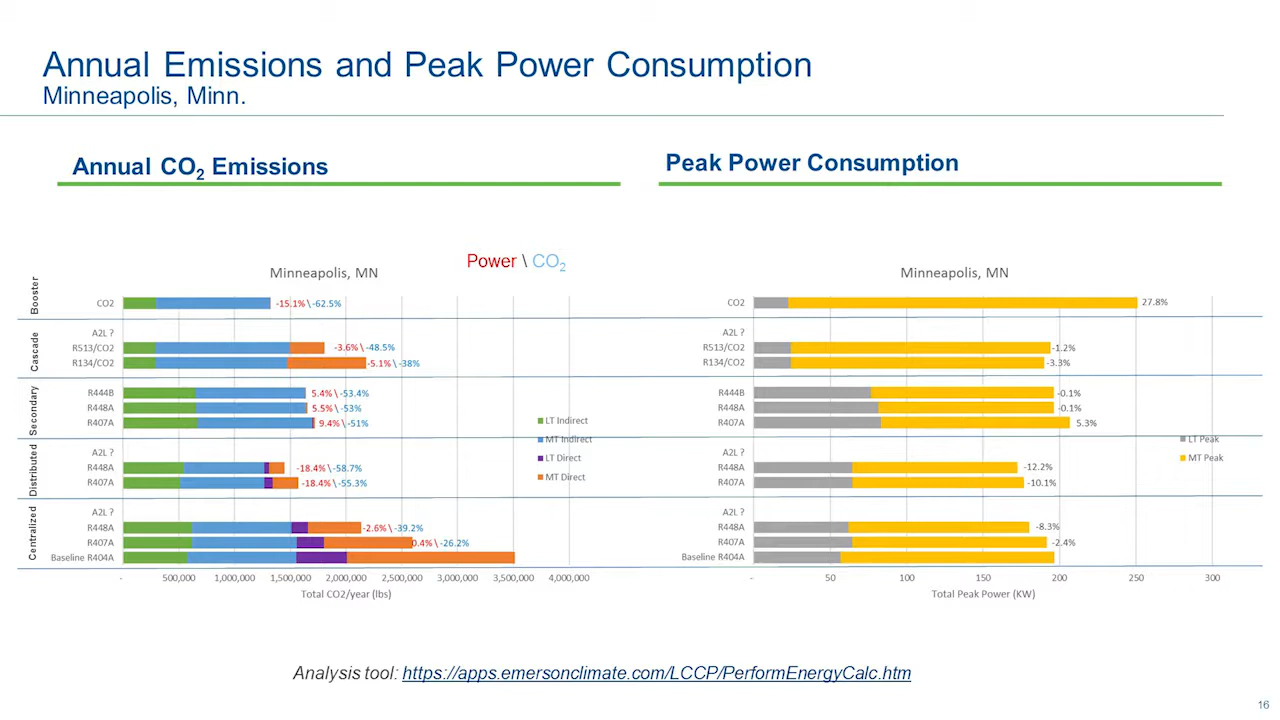 Annual Emissions and Peak Power Consumption
Minneapolis, Minn.
Annual CO2 Emissions
Power \ CO2
Minneapolis, MN
Booster
CO2 -15.1% \ -62.5%
Cascade
A2L ?
R513/CO2 -3.6% \ -48.5%
R134/CO2 -5.1% \ -38%
Secondary
R444B 5.4% \ -53.4%
R448A 5.5% \ -53%
R407A 9.4% \ -51%
Distributed
A2L ?
R448A -18.4% \ -58.7%
R407A -18.4% \ -55.3%
Centralized
A2L ?
R448A -2.6% \ -39.2%
R407A 0.4% \ -26.2%
Baseline R404A
LT Indirect
MT Indirect
LT Direct
MT Direct
- 500,000 1,000,000 1,500,000 2,000,000 2,500,000 3,000,000 3,500,000 4,000,000
Total CO2/year (lbs)
Peak Power Consumption
Minneapolis, MN
CO2 27.8%
A2L ?
R513/CO2 -1.2%
R134/CO2 -3.3%
R444B -0.1%
R448A -0.1%
R407A 5.3%
A2L ?
R448A -12.2%
R407A -10.1%
A2L ?
R448A -8.3%
R407A -2.4%
Baseline R404A
LT Peak
MT Peak
- 50 100 150 200 250 300
Total Peak Power (KW)
Analysis tool: https://apps.emersonclimate.com/LCCP/PerformEnergyCalc.htm
16